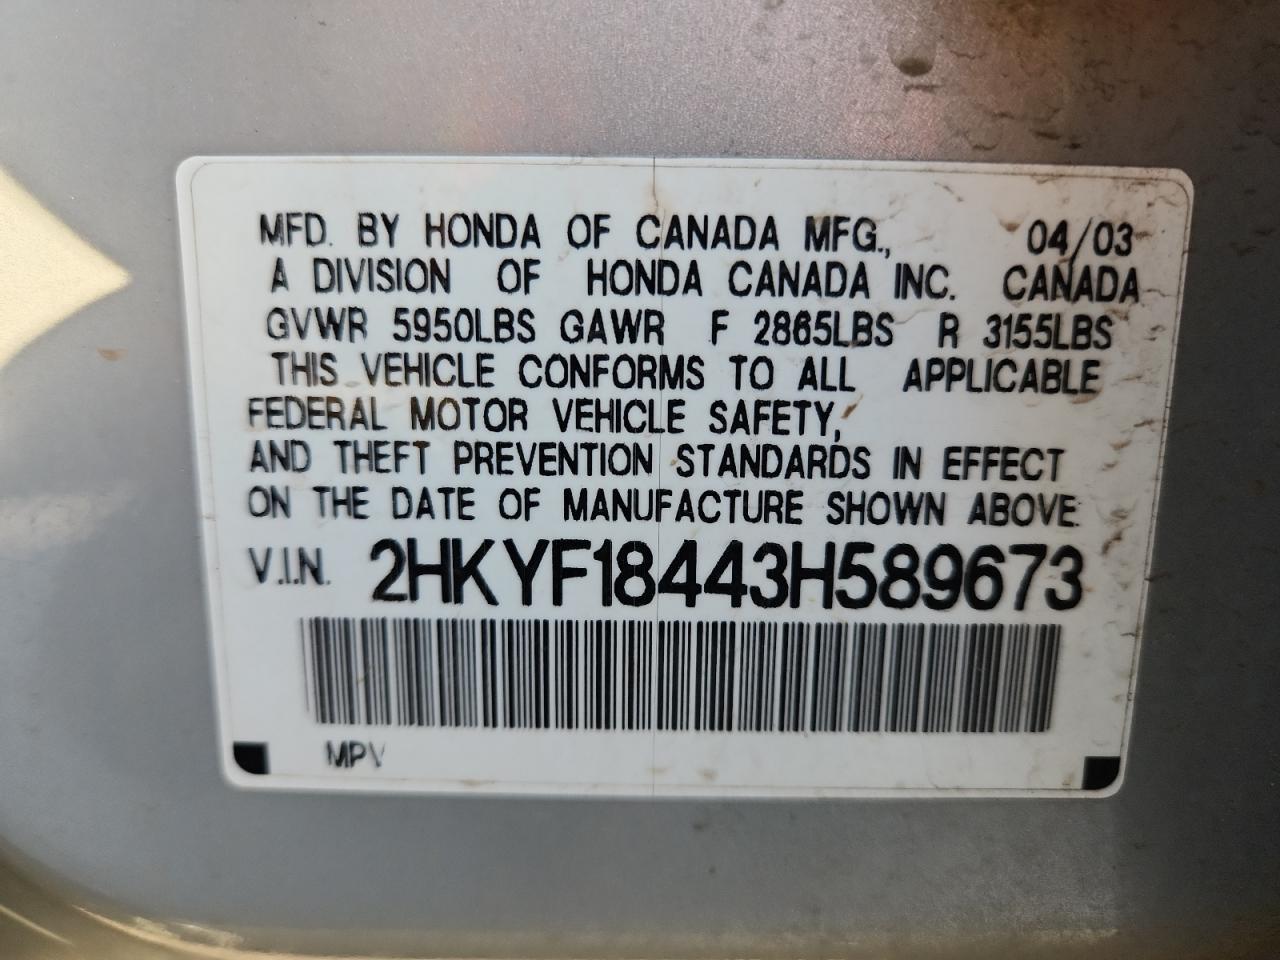 MFD. BY HONDA OF CANADA MFG., 04/03
A DIVISION OF HONDA CANADA INC. CANADA
GVWR 5950LBS GAWR F 2865LBS R 3155LBS
THIS VEHICLE CONFORMS TO ALL APPLICABLE
FEDERAL MOTOR VEHICLE SAFETY,
AND THEFT PREVENTION STANDARDS IN EFFECT
ON THE DATE OF MANUFACTURE SHOWN ABOVE.
V.I.N. 2HKYF18443H589673
MPV